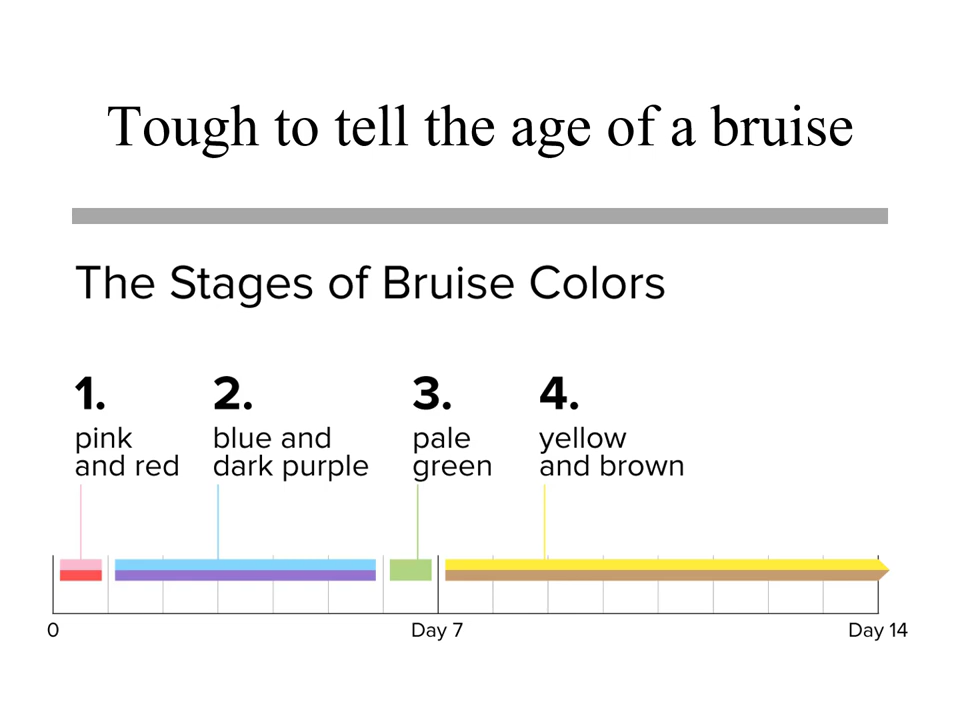 Tough to tell the age of a bruise
The Stages of Bruise Colors
1.
pink
and red
2.
blue and
dark purple
3.
pale
green
4.
yellow
and brown
0
Day 7
Day 14